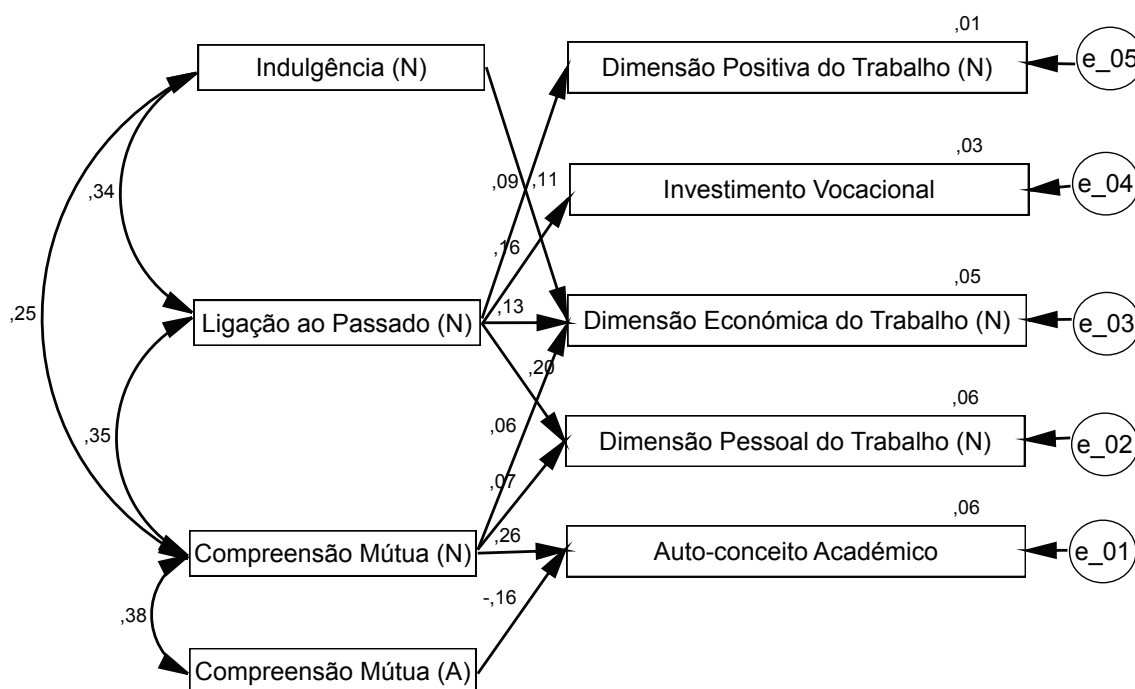 ,01
Indulgência (N)
Dimensão Positiva do Trabalho (N)
e_05
,03
,34
,09
,11
Investimento Vocacional
e_04
,16
,05
,25
Ligação ao Passado (N)
,13
Dimensão Económica do Trabalho (N)
e_03
,20
,06
,35
,06
Dimensão Pessoal do Trabalho (N)
e_02
,07
,06
Compreensão Mútua (N)
,26
Auto-conceito Académico
e_01
,38
-,16
Compreensão Mútua (A)